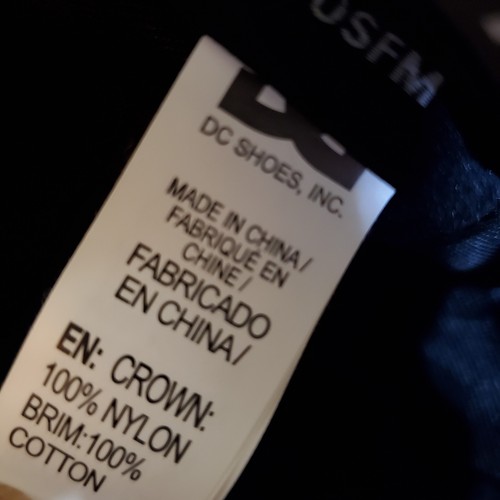 OSFM
DC SHOES, INC.
MADE IN CHINA/
FABRIQUÉ EN
CHINE /
FABRICADO
EN CHINA/
EN: CROWN:
100% NYLON
BRIM:100%
COTTON